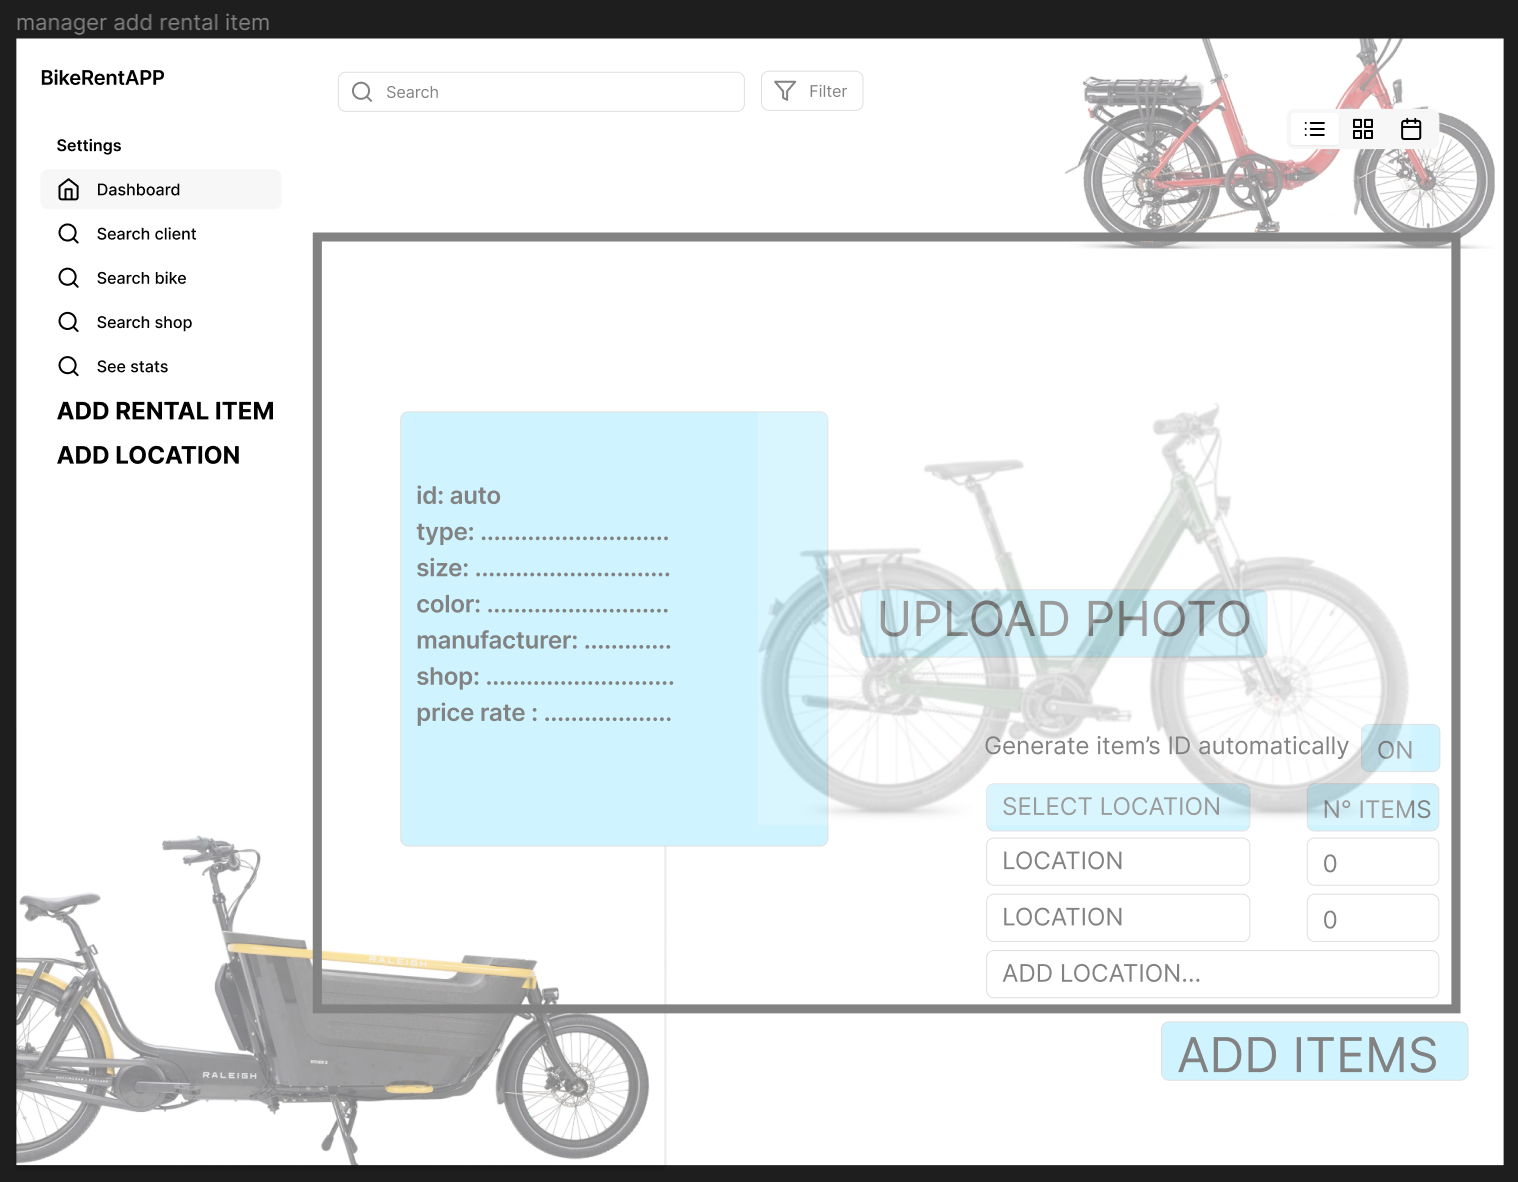 manager add rental item
BikeRentAPP
Search
Filter
Settings
Dashboard
Search client
Search bike
Search shop
See stats
ADD RENTAL ITEM
ADD LOCATION
id: auto
type: ............................
size: .............................
color: ...........................
manufacturer: .............
shop: ............................
price rate : ...................
UPLOAD PHOTO
Generate item’s ID automatically
ON
SELECT LOCATION
N° ITEMS
LOCATION
0
LOCATION
0
ADD LOCATION...
ADD ITEMS
RALEIGH
RALEIGH